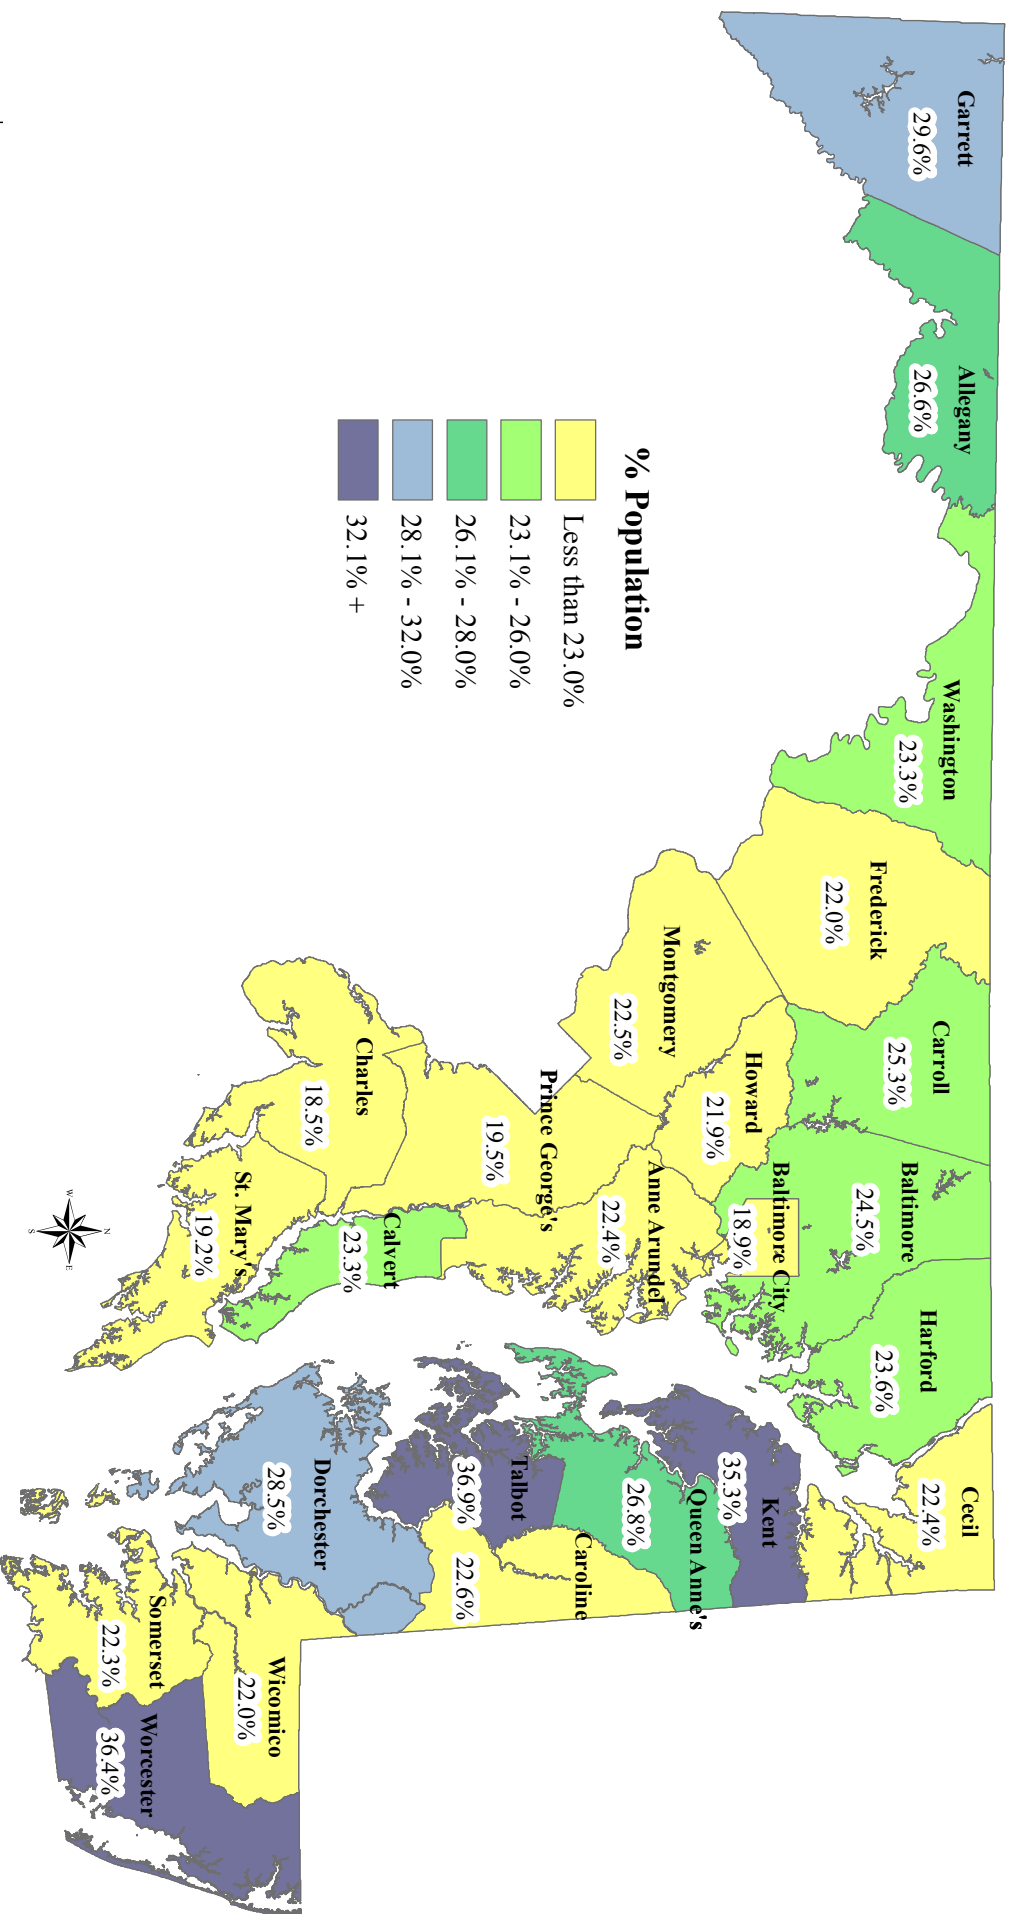 Garrett
29.6%
Allegany
26.6%
Washington
23.3%
Frederick
22.0%
Carroll
25.3%
Baltimore
24.5%
Harford
23.6%
Cecil
22.4%
Montgomery
22.5%
Howard
21.9%
Baltimore City
18.9%
Kent
35.3%
Prince George's
19.5%
Anne Arundel
22.4%
Queen Anne's
26.8%
Charles
18.5%
Calvert
23.3%
Talbot
36.9%
Caroline
22.6%
St. Mary's
19.2%
Dorchester
28.5%
Wicomico
22.0%
Somerset
22.3%
Worcester
36.4%
% Population
Less than 23.0%
23.1% - 26.0%
26.1% - 28.0%
28.1% - 32.0%
32.1% +
N
W
E
S